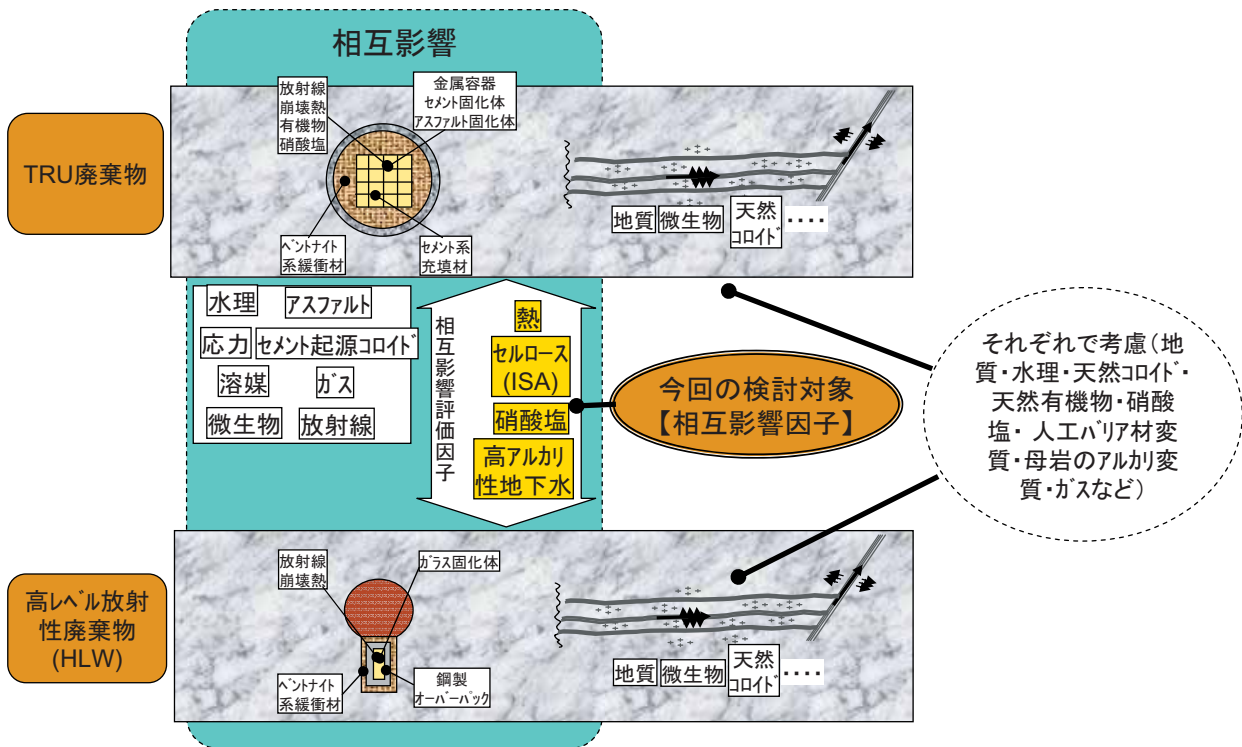 相互影響
放射線
崩壊熱
有機物
硝酸塩
金属容器
セメント固化体
アスファルト固化体
TRU廃棄物
ベントナイト
系緩衝材
セメント系
充填材
地質
微生物
天然
コロイド
・・・・
水理
アスファルト
応力
セメント起源コロイド
溶媒
ガス
微生物
放射線
相互影響評価因子
熱
セルロース
(ISA)
硝酸塩
高アルカリ
性地下水
今回の検討対象
【相互影響因子】
それぞれで考慮(地
質・水理・天然コロイド・
天然有機物・硝酸
塩・人工バリア材変
質・母岩のアルカリ変
質・ガスなど)
高レベル放射
性廃棄物
(HLW)
放射線
崩壊熱
ガラス固化体
ベントナイト
系緩衝材
鋼製
オーバーパック
地質
微生物
天然
コロイド
・・・・